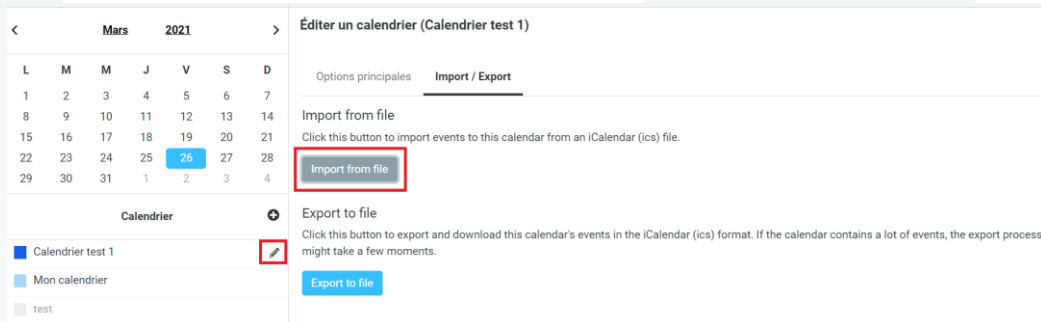 Mars 2021
L M M J V S D
1 2 3 4 5 6 7
8 9 10 11 12 13 14
15 16 17 18 19 20 21
22 23 24 25 26 27 28
29 30 31 1 2 3 4
Calendrier
Calendrier test 1
Mon calendrier
test
Éditer un calendrier (Calendrier test 1)
Options principales Import / Export
Import from file
Click this button to import events to this calendar from an iCalendar (ics) file.
Import from file
Export to file
Click this button to export and download this calendar's events in the iCalendar (ics) format. If the calendar contains a lot of events, the export process
might take a few moments.
Export to file